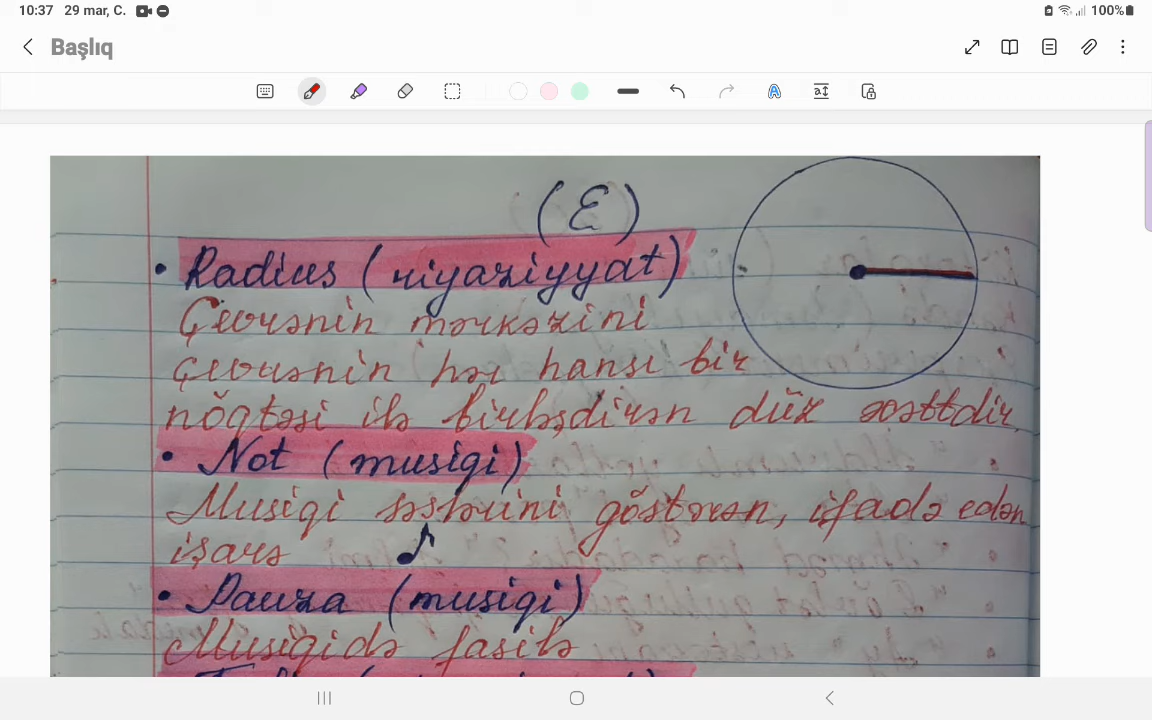 10:37 29 mar, C. 100%
Başlıq
(E)
• Radius (riyaziyyat)
Çevrənin mərkəzini
çevrənin hər hansı bir
nöqtəsi ilə birləşdirən düz xəttdir.
• Not (musiqi)
Musiqi səslərini göstərən, ifadə edən
işarə
• Pauza (musiqi)
Musiqidə fasilə